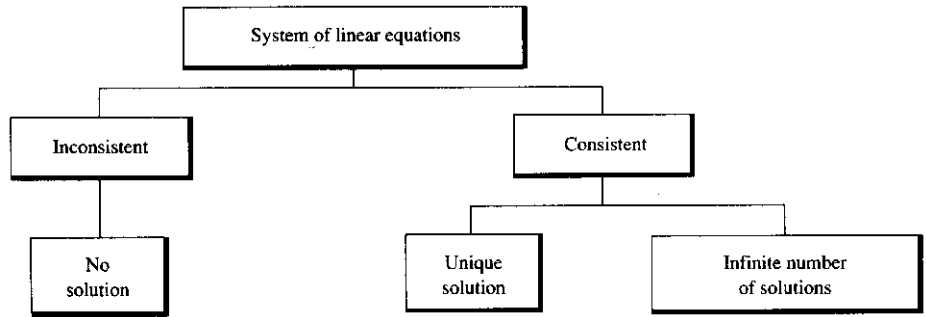 System of linear equations
Inconsistent
Consistent
No
solution
Unique
solution
Infinite number
of solutions